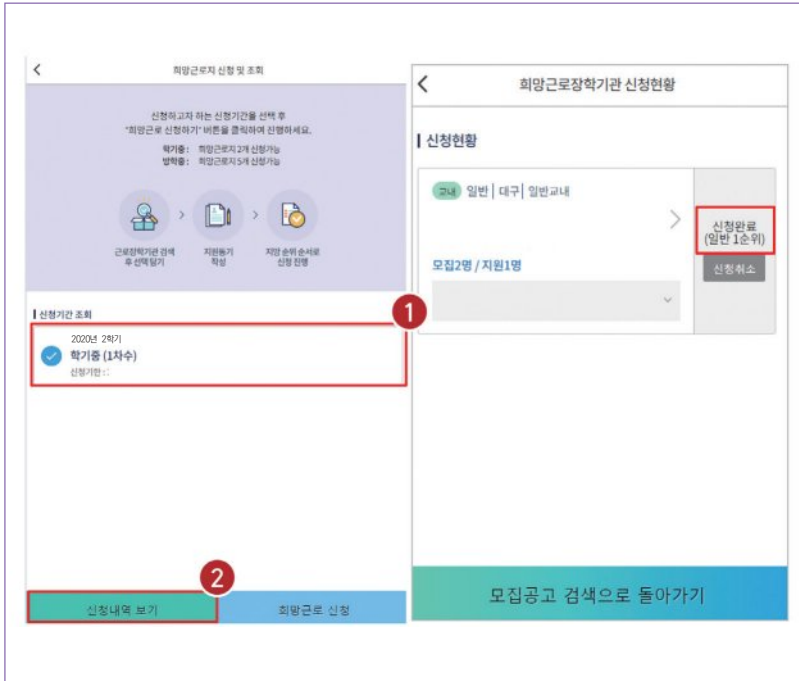 희망근로지 신청 및 조회
신청하고자 하는 신청기간을 선택 후
"희망근로 신청하기" 버튼을 클릭하여 진행하세요.
학기중 : 희망근로지 2개 신청가능
방학중 : 희망근로지 5개 신청가능
근로장학기관 검색
후 선택 담기
지원동기
작성
지망 순위 순서로
신청 진행
신청기간 조회
1
2020년 2학기
학기중 (1차수)
신청기한 :
2
신청내역 보기
희망근로 신청
희망근로장학기관 신청현황
신청현황
교내 일반 | 대구 | 일반교내
신청완료
(일반 1순위)
모집2명 / 지원1명
신청취소
모집공고 검색으로 돌아가기